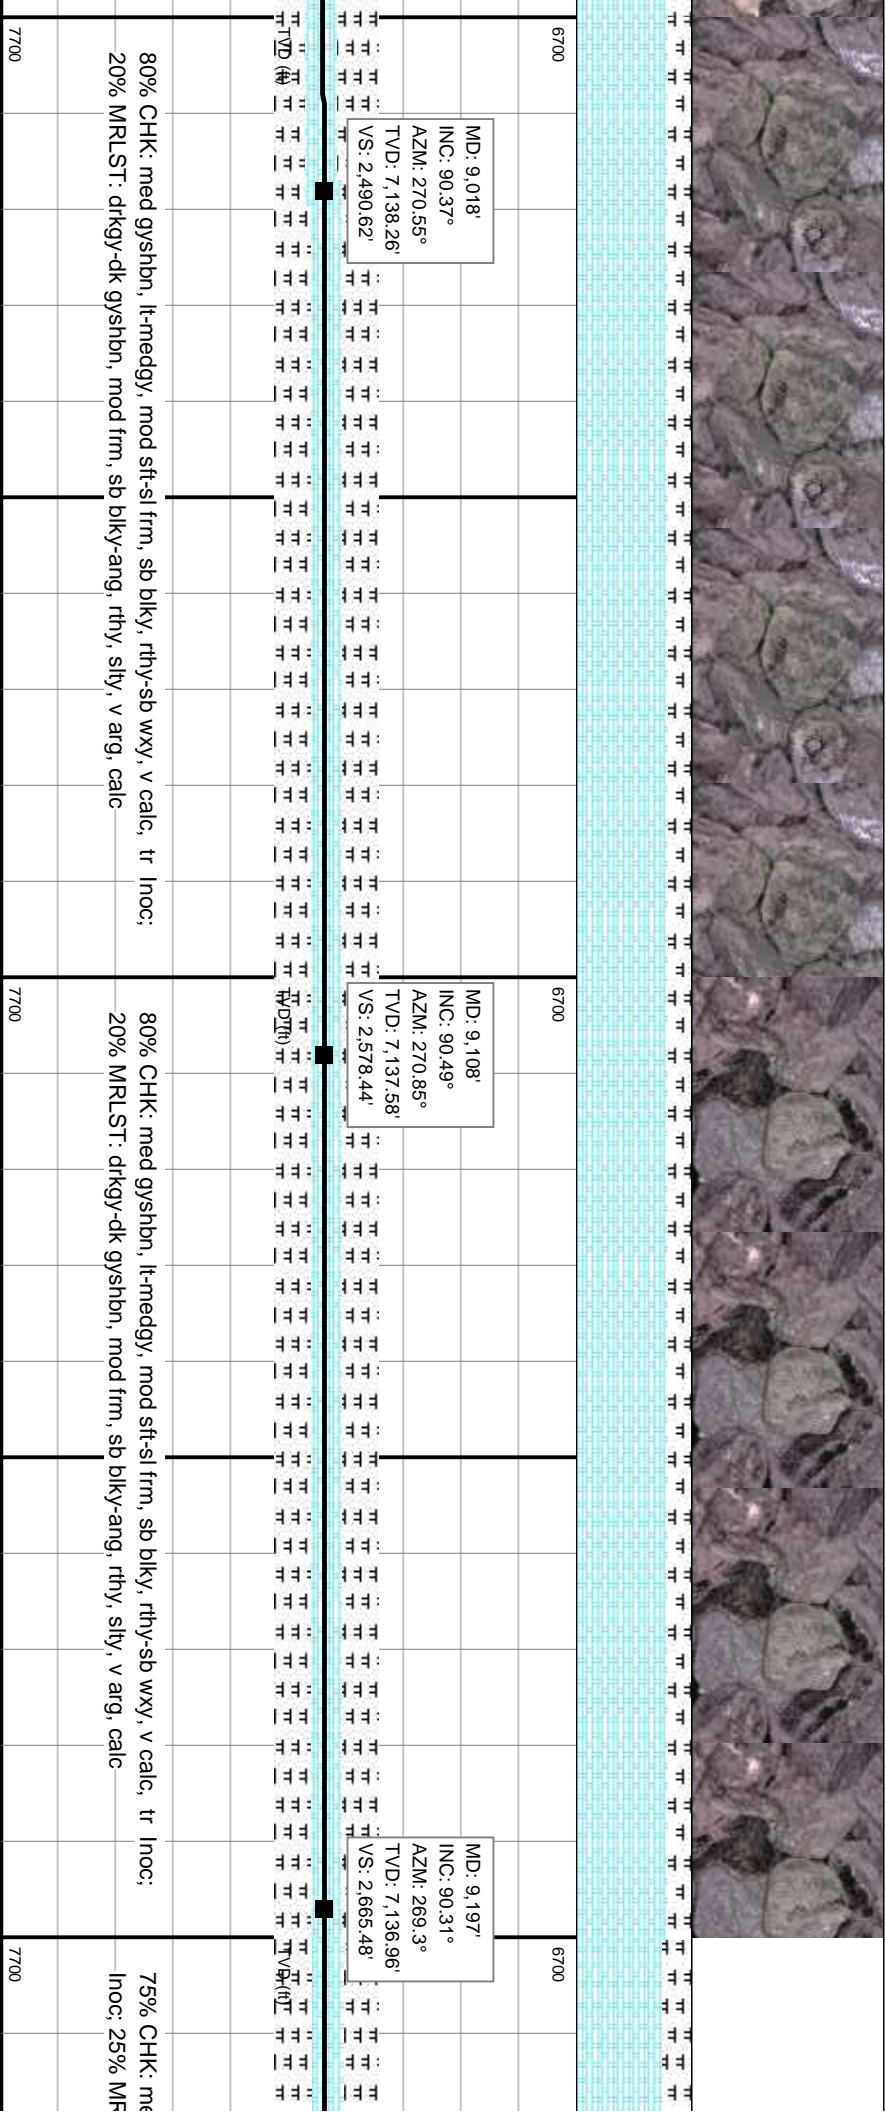 6700
MD: 9,018'
INC: 90.37°
AZM: 270.55°
TVD: 7,138.26'
VS: 2,490.62'
TVD (ft)
80% CHK: med gyshbn, lt-medgy, mod sft-sl frm, sb blky, rthy-sb wxy, v calc, tr Inoc;
20% MRLST: drkgy-dk gyshbn, mod frm, sb blky-ang, rthy, slty, v arg, calc
7700
6700
MD: 9,108'
INC: 90.49°
AZM: 270.85°
TVD: 7,137.58'
VS: 2,578.44'
TVD (ft)
80% CHK: med gyshbn, lt-medgy, mod sft-sl frm, sb blky, rthy-sb wxy, v calc, tr Inoc;
20% MRLST: drkgy-dk gyshbn, mod frm, sb blky-ang, rthy, slty, v arg, calc
7700
MD: 9,197'
INC: 90.31°
AZM: 269.3°
TVD: 7,136.96'
VS: 2,665.48'
6700
TVD (ft)
75% CHK: me
Inoc; 25% MR
7700